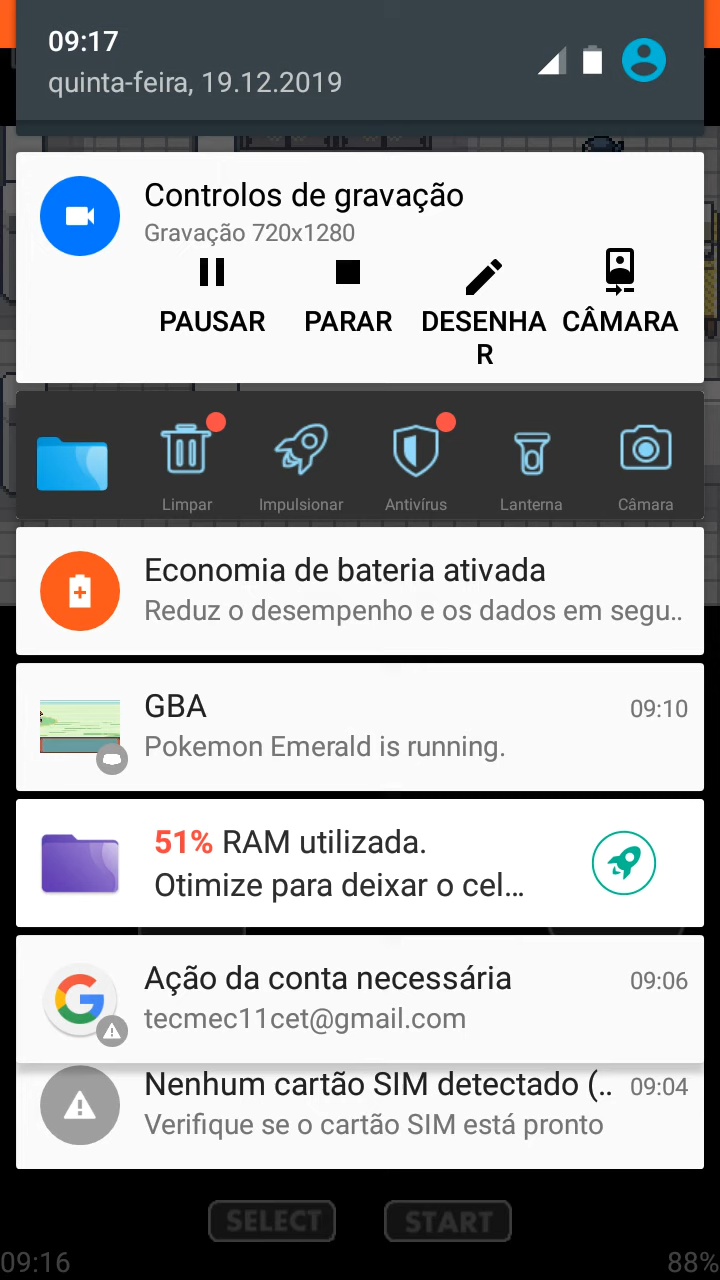 09:17
quinta-feira, 19.12.2019
Controlos de gravação
Gravação 720x1280
PAUSAR PARAR DESENHA CÂMARA
R
Limpar Impulsionar Antivírus Lanterna Câmara
Economia de bateria ativada
Reduz o desempenho e os dados em segu..
GBA 09:10
Pokemon Emerald is running.
51% RAM utilizada.
Otimize para deixar o cel...
Ação da conta necessária 09:06
tecmec11cet@gmail.com
Nenhum cartão SIM detectado (.. 09:04
Verifique se o cartão SIM está pronto
SELECT START
09:16 88%